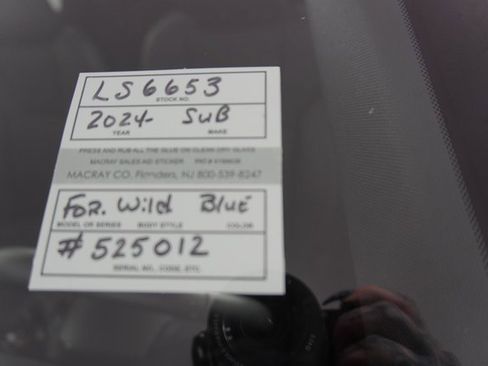 LS6653
STOCK NO.
2024- SUB
YEAR MAKE
PRESS AND RUB ALL THE GLUE ON CLEAN DRY GLASS
MACRAY SALES-AID STICKER
MACRAY CO. Flanders, NJ 800-539-8247
FOR. Wild Blue
MODEL OR SERIES BODY STYLE COLOR
#525012
SERIAL NO., CODE, ETC.